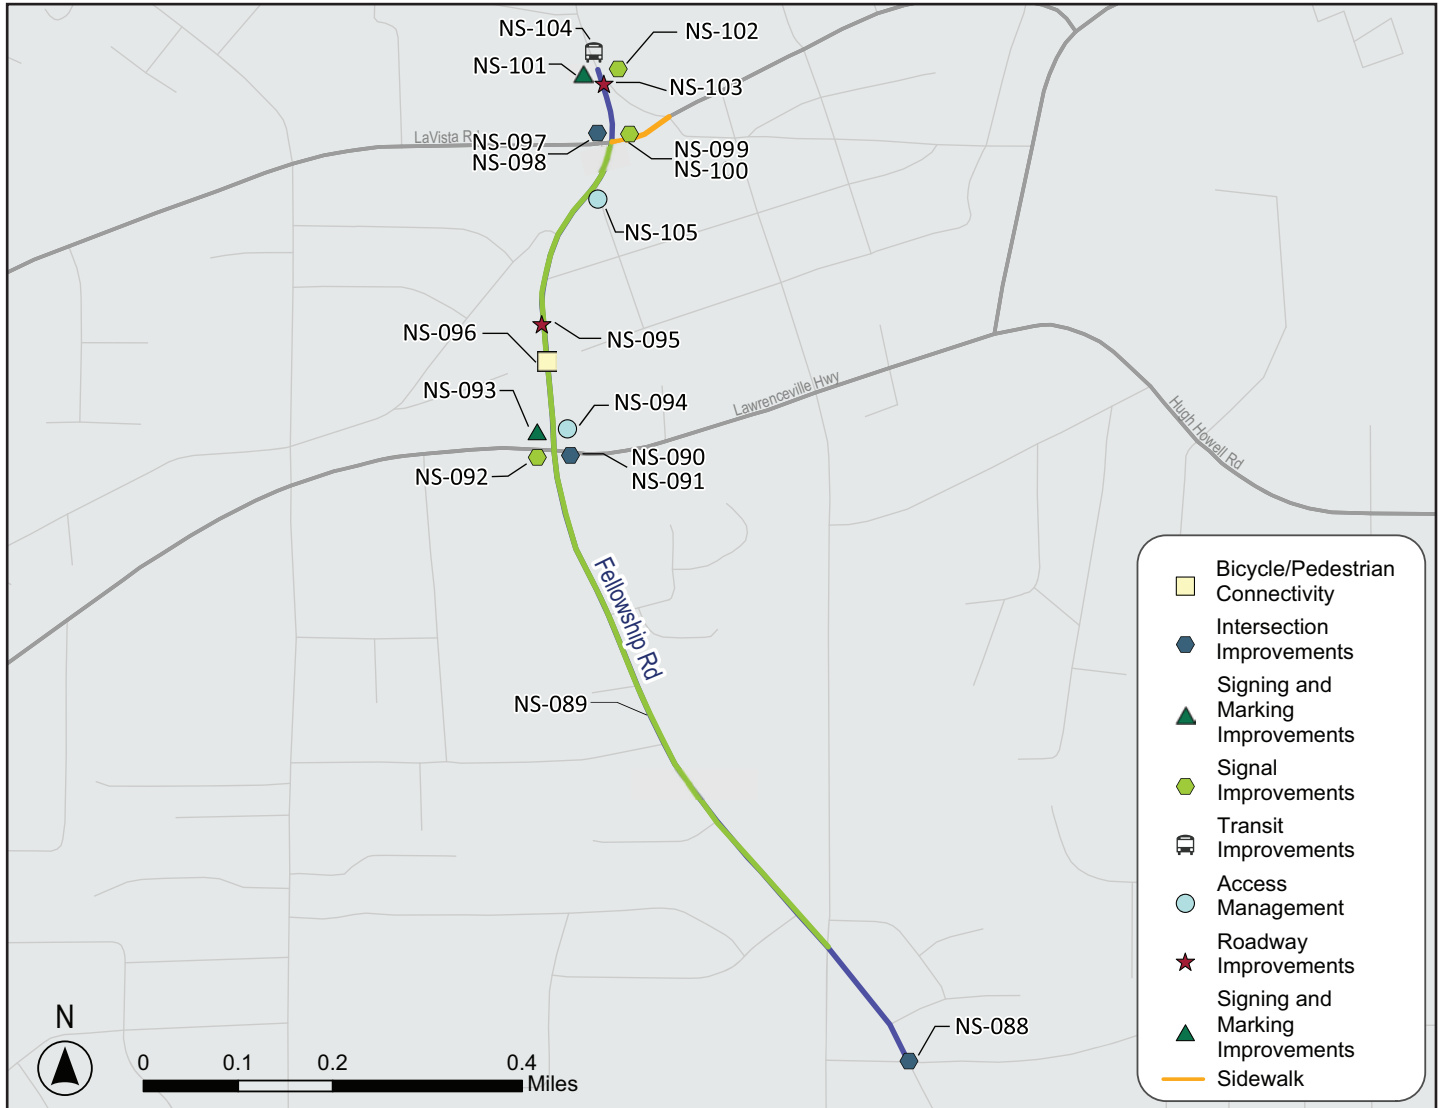 NS-104
NS-102
NS-101
NS-103
LaVista R
NS-097
NS-098
NS-099
NS-100
NS-105
NS-096
NS-095
NS-093
NS-094
Lawrenceville Hwy
Hugh Howell Rd
NS-090
NS-091
NS-092
Fellowship Rd
NS-089
NS-088
Bicycle/Pedestrian
Connectivity
Intersection
Improvements
Signing and
Marking
Improvements
Signal
Improvements
Transit
Improvements
Access
Management
Roadway
Improvements
Signing and
Marking
Improvements
Sidewalk
N
0 0.1 0.2 0.4
Miles